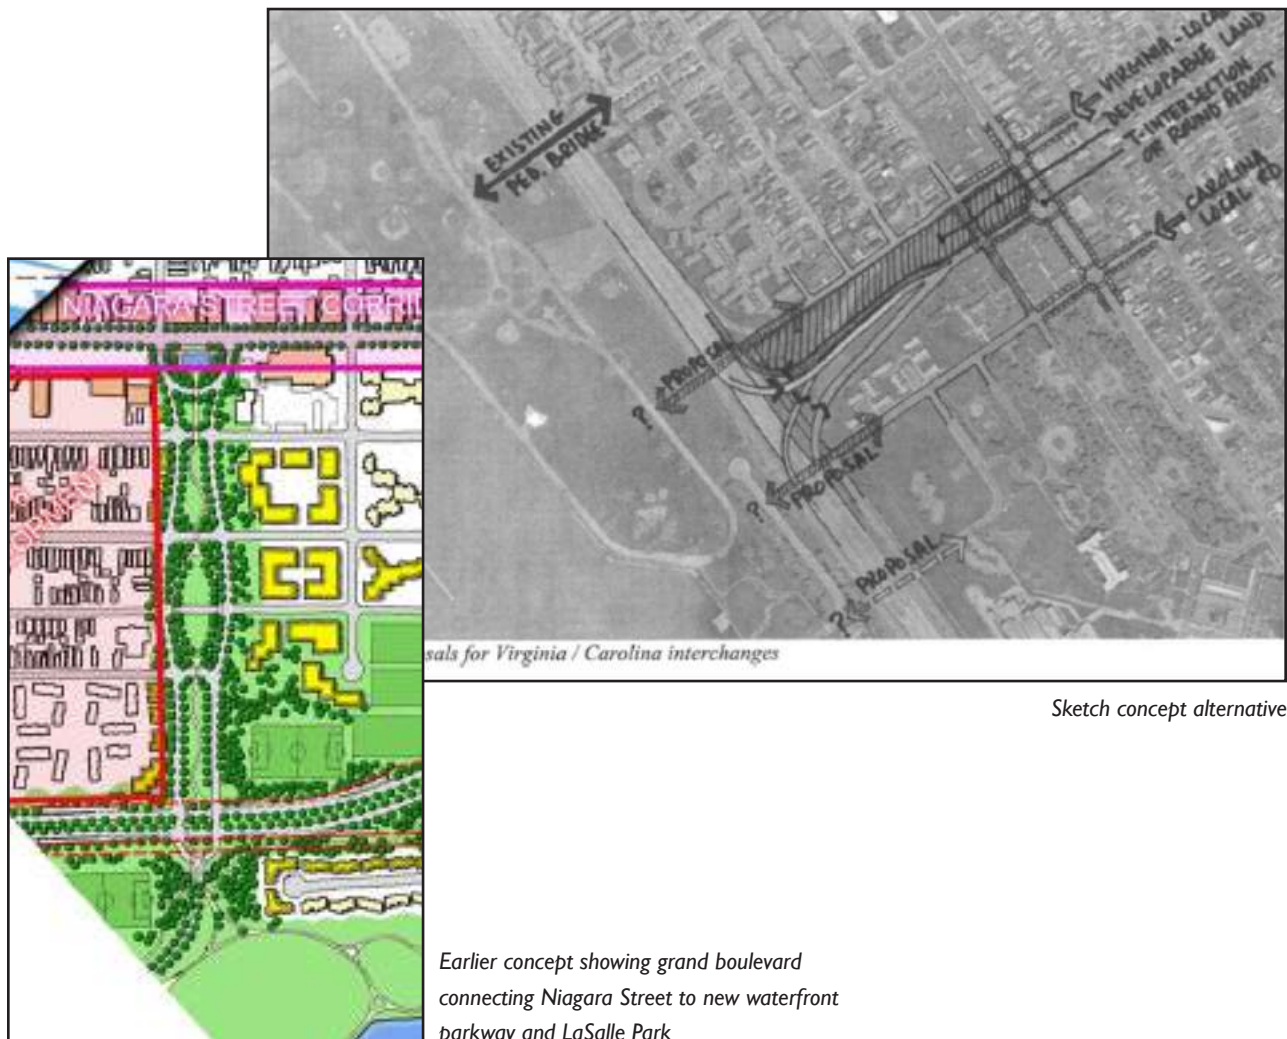 VIRGINIA - LOCAL
DEVELOPABLE LAND
T-INTERSECTION
OR ROUND ABOUT
CAROLINA
LOCAL RD
EXISTING
PED. BRIDGE
PROPOSAL
?
PROPOSAL
?
PROPOSAL
?
sals for Virginia / Carolina interchanges
Sketch concept alternative
NIAGARA STREET CORRI
Earlier concept showing grand boulevard
connecting Niagara Street to new waterfront
parkway and LaSalle Park